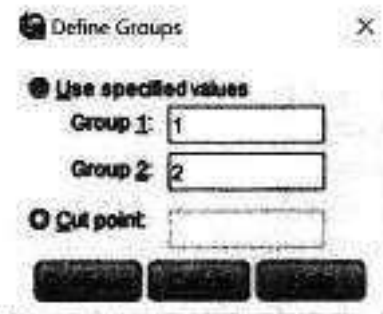 Define Groups
Use specified values
Group 1: 1
Group 2: 2
Cut point: